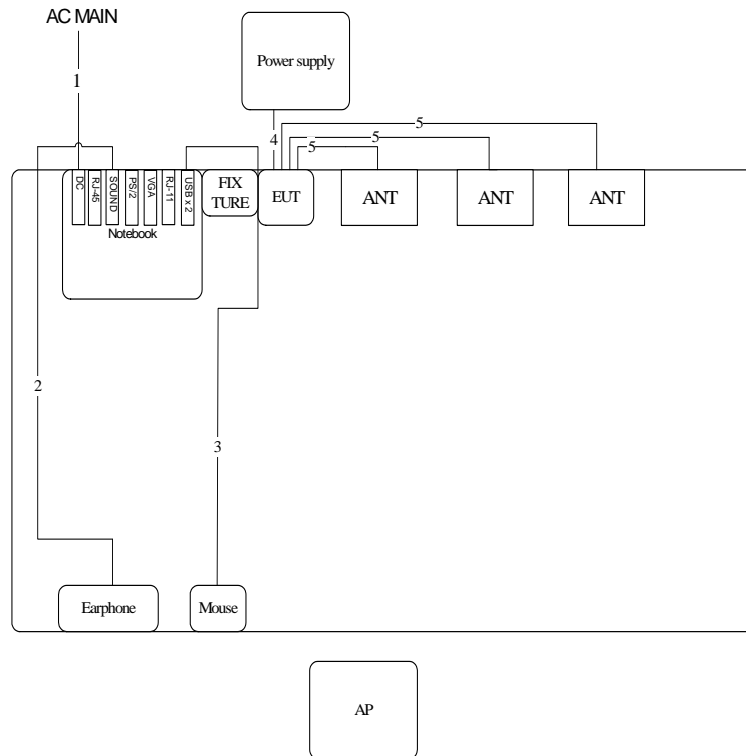 AC MAIN
1
Power supply
4
5
5
5
DC
RJ-45
SOUND
PS/2
VGA
RJ-11
USB x 2
Notebook
FIX
TURE
EUT
ANT
ANT
ANT
2
3
Earphone
Mouse
AP